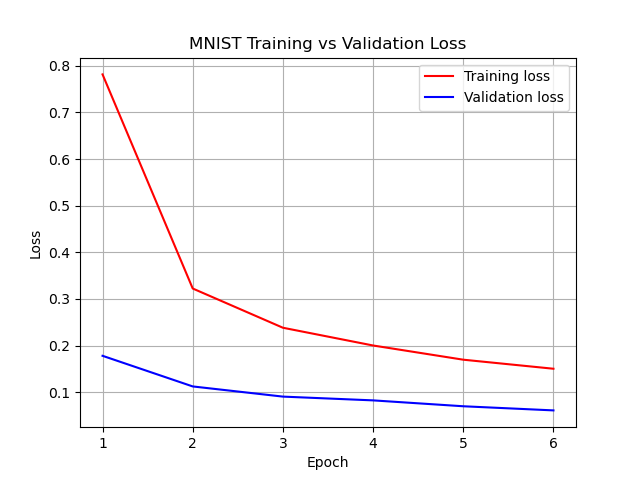 MNIST Training vs Validation Loss
Training loss
Validation loss
0.8
0.7
0.6
0.5
0.4
0.3
0.2
0.1
Loss
1 2 3 4 5 6
Epoch